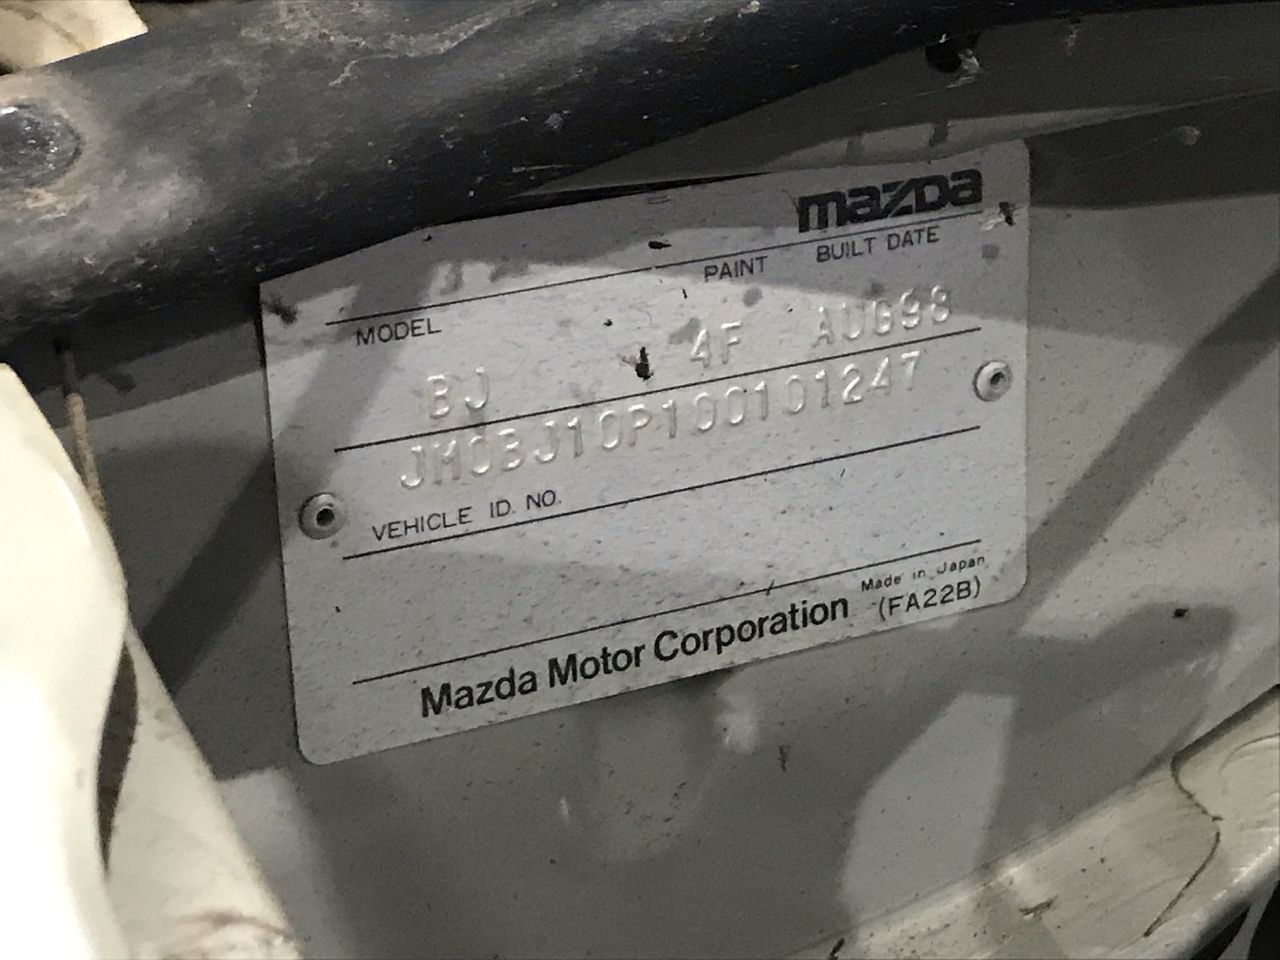 mazda
MODEL PAINT BUILT DATE
BJ 4F AUG98
JM0BJ10P100101247
VEHICLE ID. NO.
Made in Japan
Mazda Motor Corporation (FA22B)